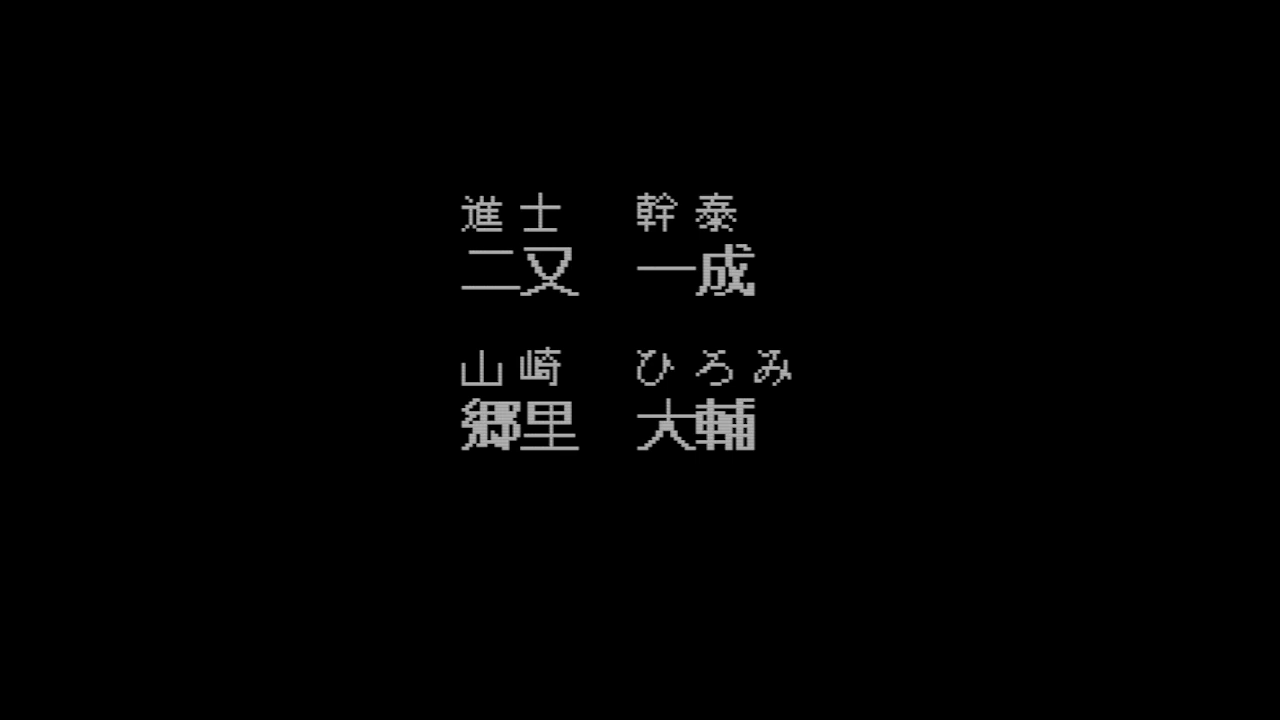 進士 幹泰
二又 一成
山崎 ひろみ
郷里 大輔